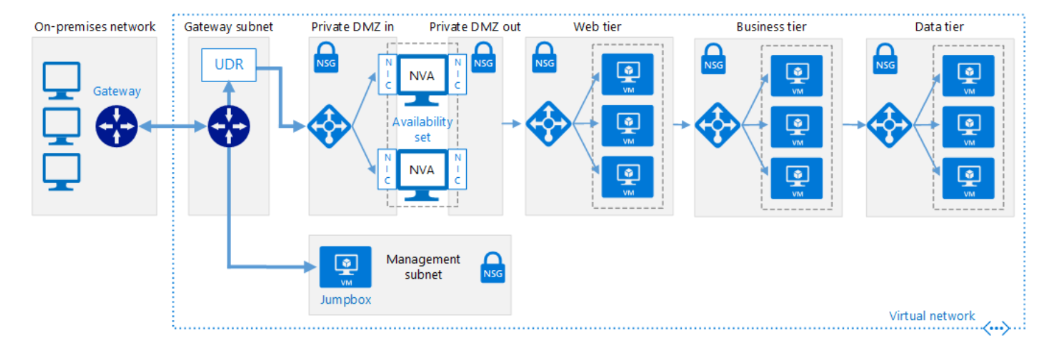 On-premises network
Gateway subnet
Private DMZ in
Private DMZ out
Web tier
Business tier
Data tier
UDR
NSG
NIC
NVA
NIC
NSG
NSG
NSG
NSG
Gateway
Availability
set
NIC
NVA
NIC
VM
VM
VM
VM
VM
VM
VM
VM
VM
Management
subnet
NSG
VM
Jumpbox
Virtual network